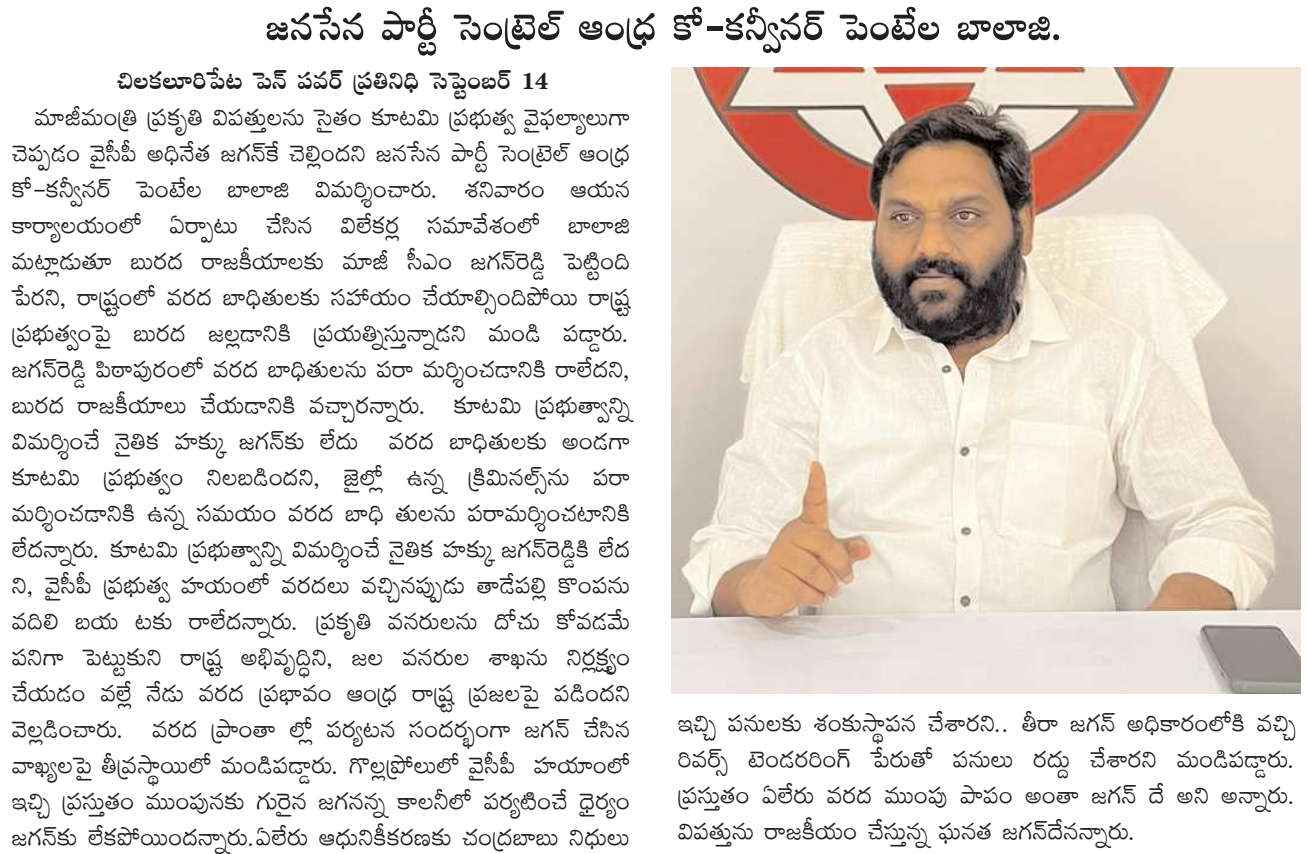 జనసేన పార్టీ సెంట్రెల్ ఆంధ్ర కో-కన్వీనర్ పెంటేల బాలాజి.
చిలకలూరిపేట పెన్ పవర్ ప్రతినిధి సెప్టెంబర్ 14
మాజీమంత్రి ప్రకృతి విపత్తులను సైతం కూటమి ప్రభుత్వ వైఫల్యాలుగా
చెప్పడం వైసీపీ అధినేత జగన్‌కే చెల్లిందని జనసేన పార్టీ సెంట్రెల్ ఆంధ్ర
కో-కన్వీనర్ పెంటేల బాలాజి విమర్శించారు. శనివారం ఆయన
కార్యాలయంలో ఏర్పాటు చేసిన విలేకర్ల సమావేశంలో బాలాజి
మట్లాడుతూ బురద రాజకీయాలకు మాజీ సీఎం జగన్‌రెడ్డి పెట్టింది
పేరని, రాష్ట్రంలో వరద బాధితులకు సహాయం చేయాల్సిందిపోయి రాష్ట్ర
ప్రభుత్వంపై బురద జల్లడానికి ప్రయత్నిస్తున్నాడని మండి పడ్డారు.
జగన్‌రెడ్డి పిఠాపురంలో వరద బాధితులను పరా మర్శించడానికి రాలేదని,
బురద రాజకీయాలు చేయడానికి వచ్చారన్నారు. కూటమి ప్రభుత్వాన్ని
విమర్శించే నైతిక హక్కు జగన్‌కు లేదు వరద బాధితులకు అండగా
కూటమి ప్రభుత్వం నిలబడిందని, జైల్లో ఉన్న క్రిమినల్స్‌ను పరా
మర్శించడానికి ఉన్న సమయం వరద బాధి తులను పరామర్శించటానికి
లేదన్నారు. కూటమి ప్రభుత్వాన్ని విమర్శించే నైతిక హక్కు జగన్‌రెడ్డికి లేద
ని, వైసీపీ ప్రభుత్వ హయంలో వరదలు వచ్చినప్పుడు తాడేపల్లి కొంపను
వదిలి బయ టకు రాలేదన్నారు. ప్రకృతి వనరులను దోచు కోవడమే
పనిగా పెట్టుకుని రాష్ట్ర అభివృద్ధిని, జల వనరుల శాఖను నిర్లక్ష్యం
చేయడం వల్లే నేడు వరద ప్రభావం ఆంధ్ర రాష్ట్ర ప్రజలపై పడిందని
వెల్లడించారు. వరద ప్రాంతా ల్లో పర్యటన సందర్భంగా జగన్ చేసిన
వాఖ్యలపై తీవ్రస్థాయిలో మండిపడ్డారు. గొల్లప్రోలులో వైసీపీ హయాంలో
ఇచ్చి ప్రస్తుతం ముంపునకు గురైన జగనన్న కాలనీలో పర్యటించే ధైర్యం
జగన్‌కు లేకపోయిందన్నారు.ఏలేరు ఆధునికీకరణకు చంద్రబాబు నిధులు
ఇచ్చి పనులకు శంకుస్థాపన చేశారని.. తీరా జగన్ అధికారంలోకి వచ్చి
రివర్స్ టెండరరింగ్ పేరుతో పనులు రద్దు చేశారని మండిపడ్డారు.
ప్రస్తుతం ఏలేరు వరద ముంపు పాపం అంతా జగన్ దే అని అన్నారు.
విపత్తును రాజకీయం చేస్తున్న ఘనత జగన్‌దేనన్నారు.